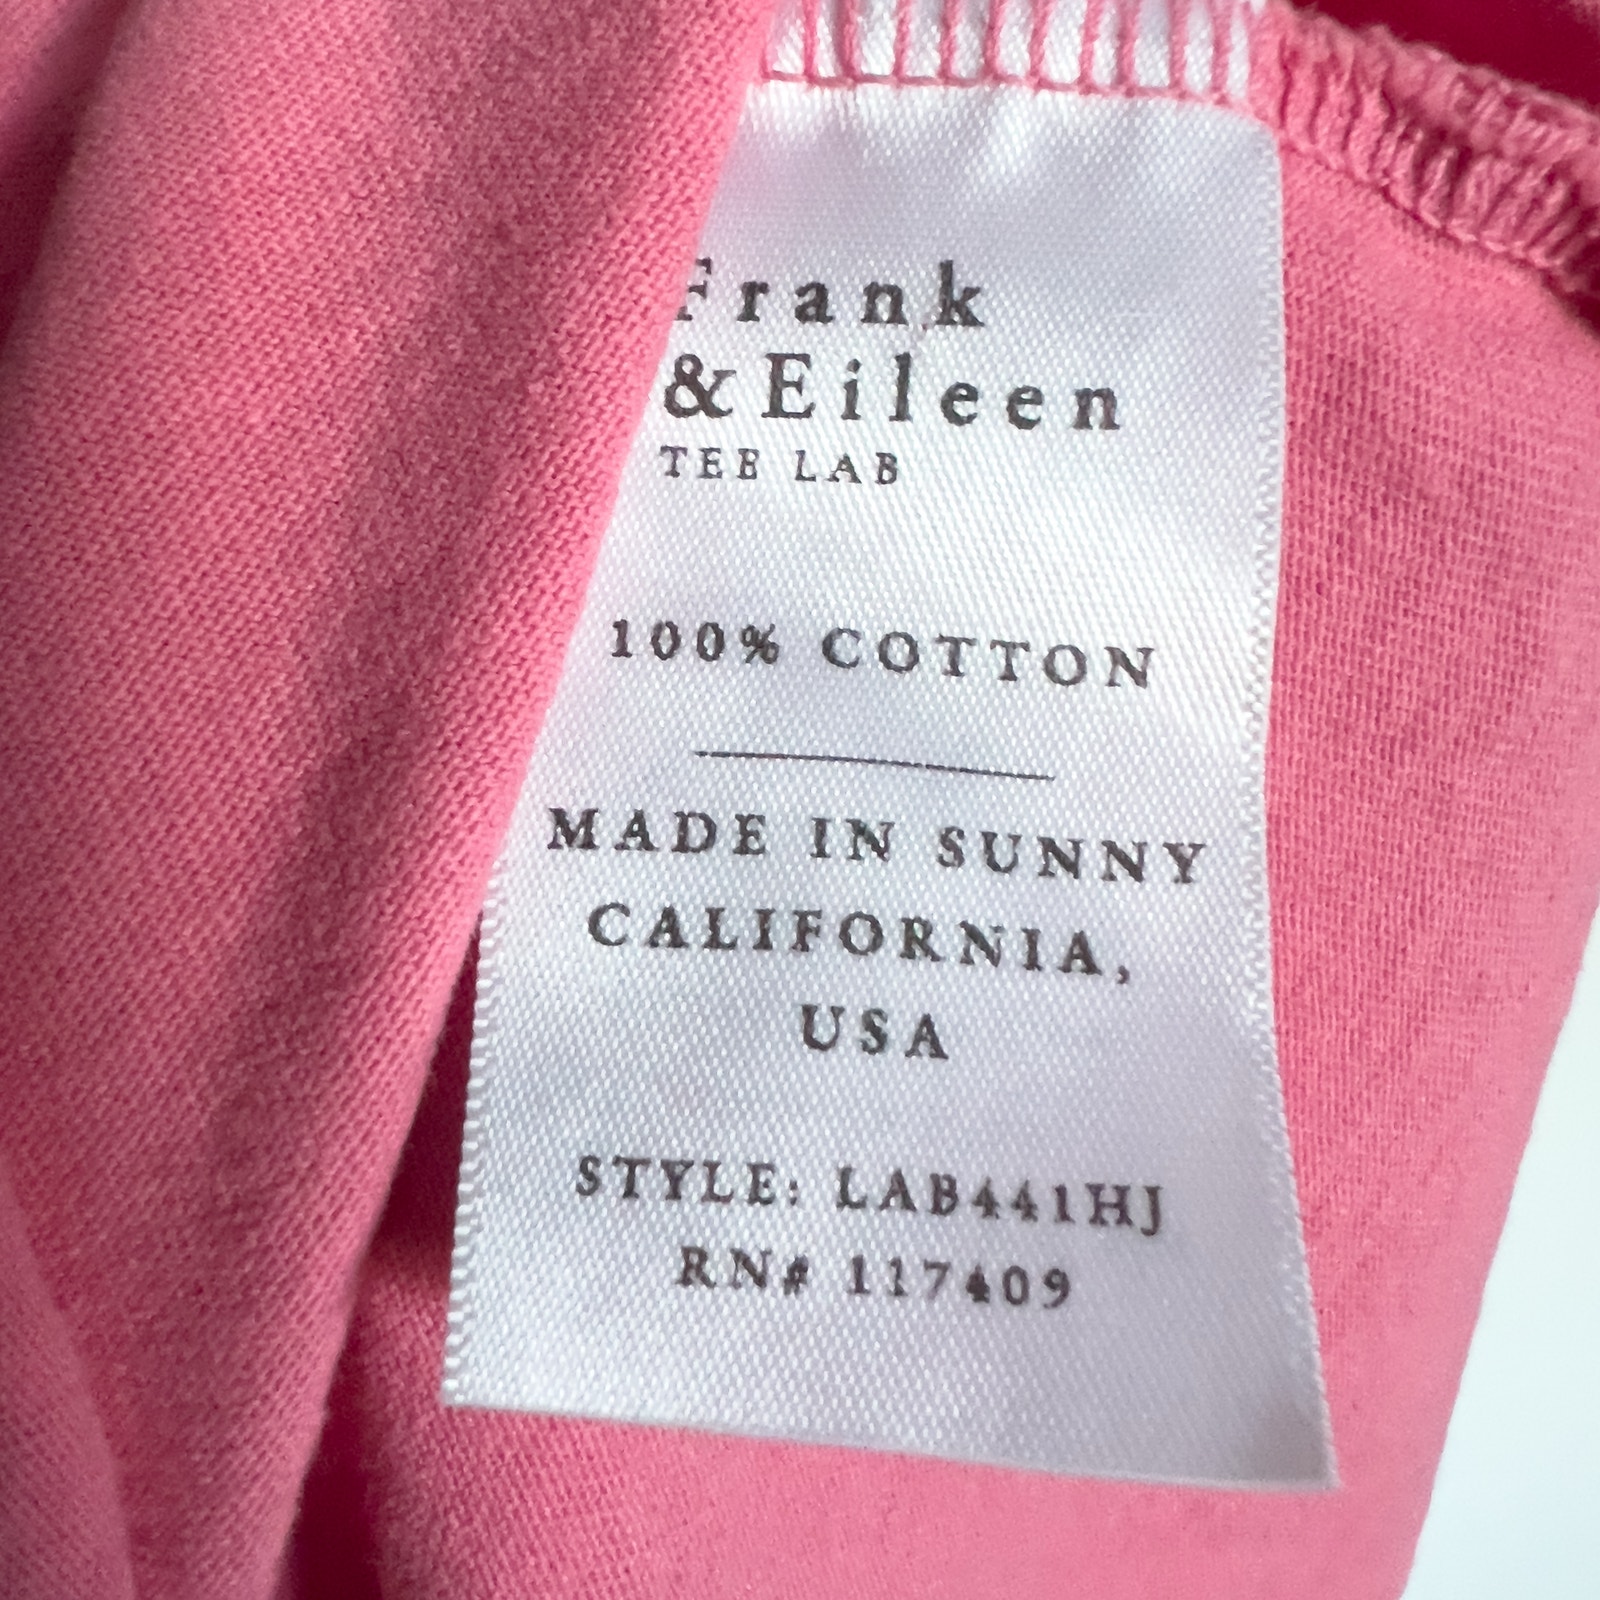 Frank
& Eileen
TEE LAB
100% COTTON
MADE IN SUNNY
CALIFORNIA,
USA
STYLE: LAB441HJ
RN# 117409